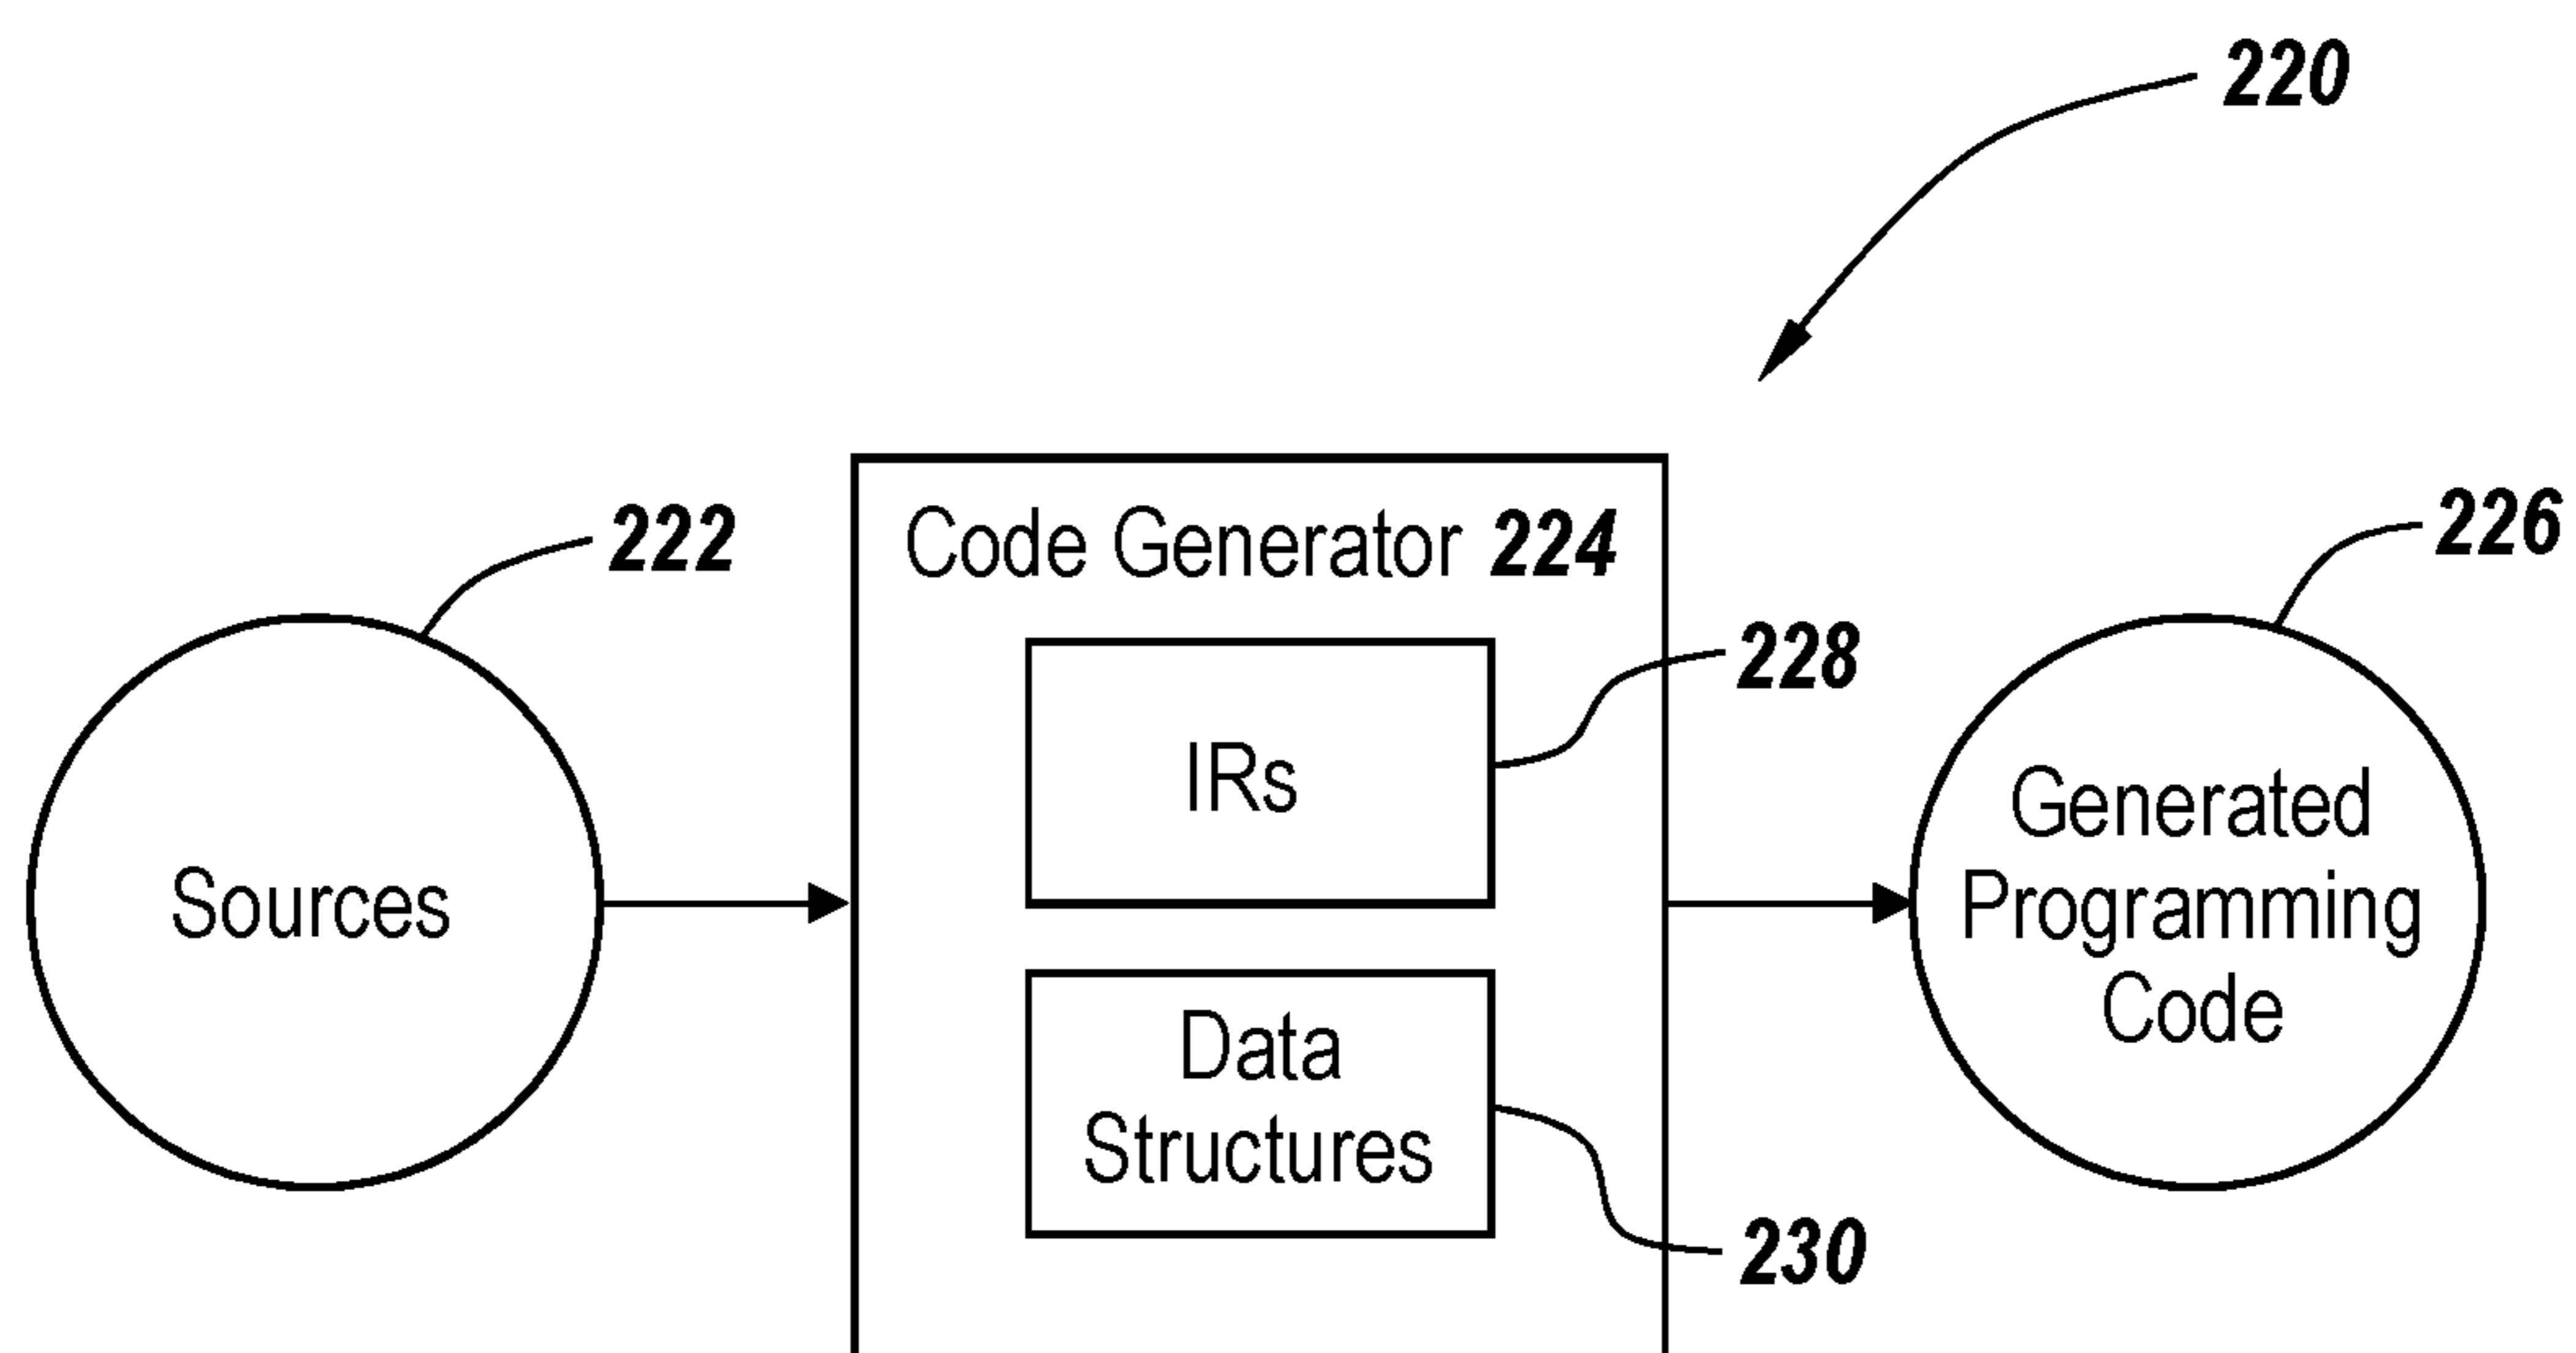 220
222
Code Generator 224
226
228
IRs
Sources
Generated
Programming
Code
Data
Structures
230